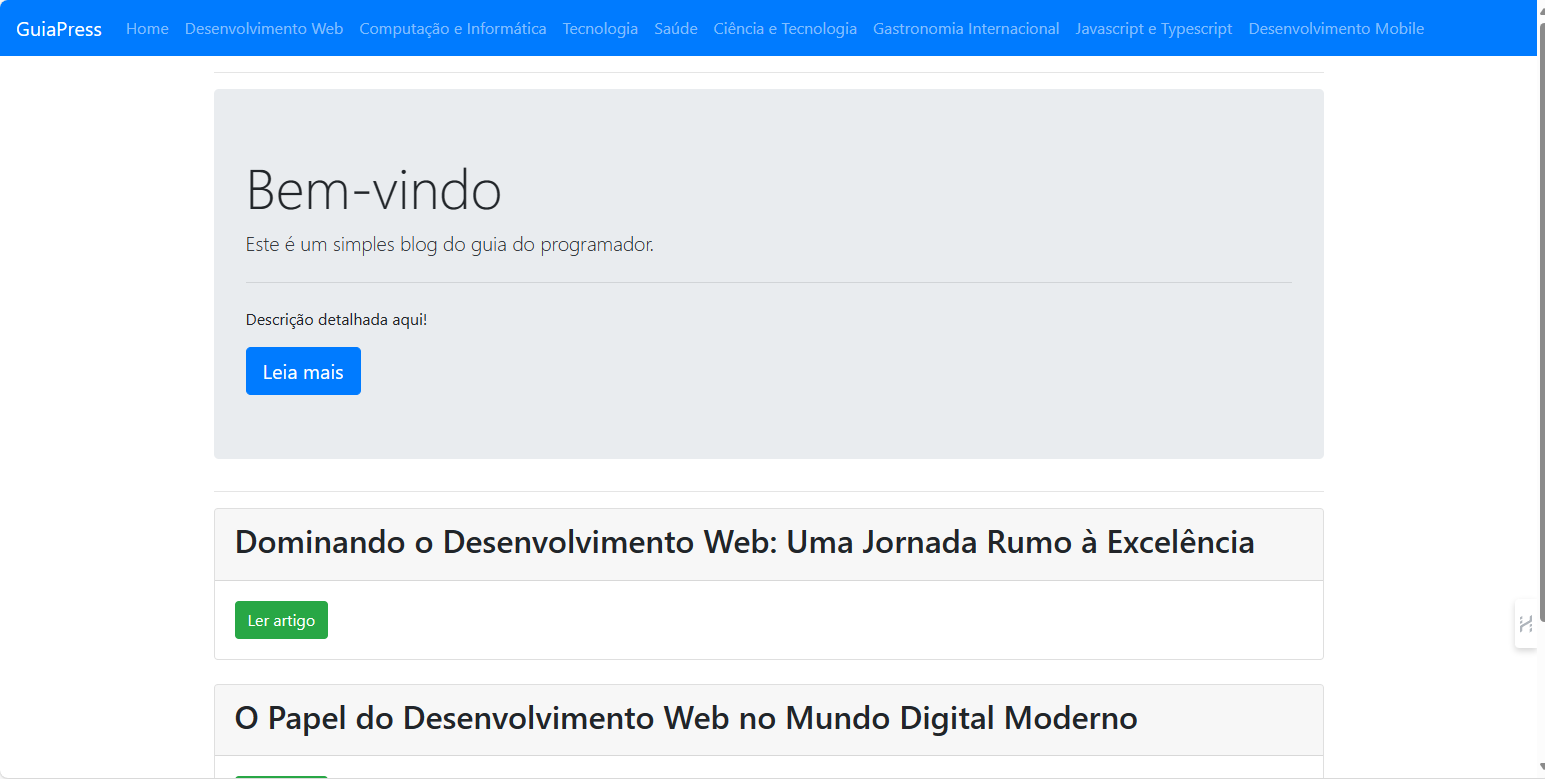 GuiaPress Home Desenvolvimento Web Computação e Informática Tecnologia Saúde Ciência e Tecnologia Gastronomia Internacional Javascript e Typescript Desenvolvimento Mobile
Bem-vindo
Este é um simples blog do guia do programador.
Descrição detalhada aqui!
Leia mais
Dominando o Desenvolvimento Web: Uma Jornada Rumo à Excelência
Ler artigo
O Papel do Desenvolvimento Web no Mundo Digital Moderno